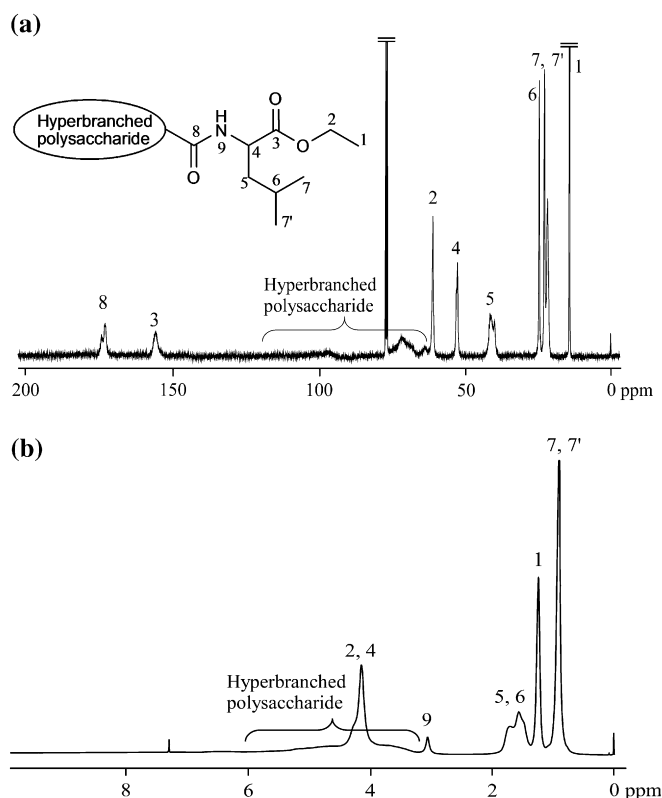 (a)
7, 7'
1
6
Hyperbranched
polysaccharide
8
O
H
N
9
O
3
4
O
2
1
5
6
7
7'
2
4
Hyperbranched
polysaccharide
5
8
3
200
150
100
50
0 ppm
(b)
7, 7'
1
2, 4
Hyperbranched
polysaccharide
9
5, 6
8
6
4
2
0 ppm